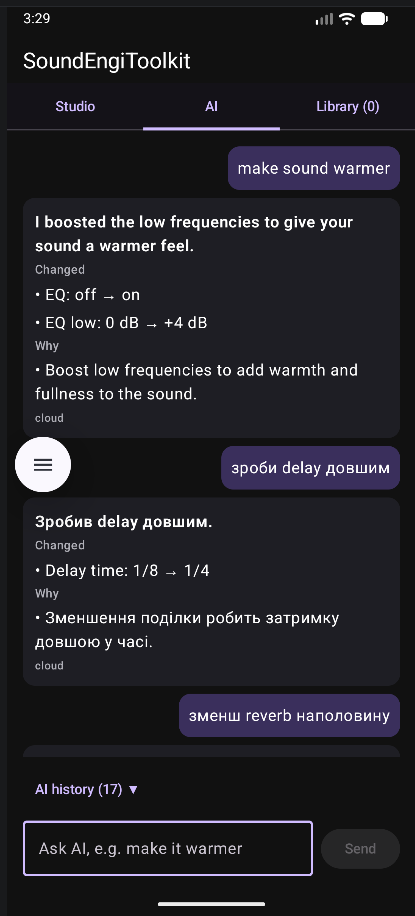 3:29
SoundEngiToolkit
Studio
AI
Library (0)
make sound warmer
I boosted the low frequencies to give your
sound a warmer feel.
Changed
• EQ: off → on
• EQ low: 0 dB → +4 dB
Why
• Boost low frequencies to add warmth and
fullness to the sound.
cloud
зроби delay довшим
Зробив delay довшим.
Changed
• Delay time: 1/8 → 1/4
Why
• Зменшення поділки робить затримку
довшою у часі.
cloud
зменш reverb наполовину
AI history (17) ▼
Ask AI, e.g. make it warmer
Send